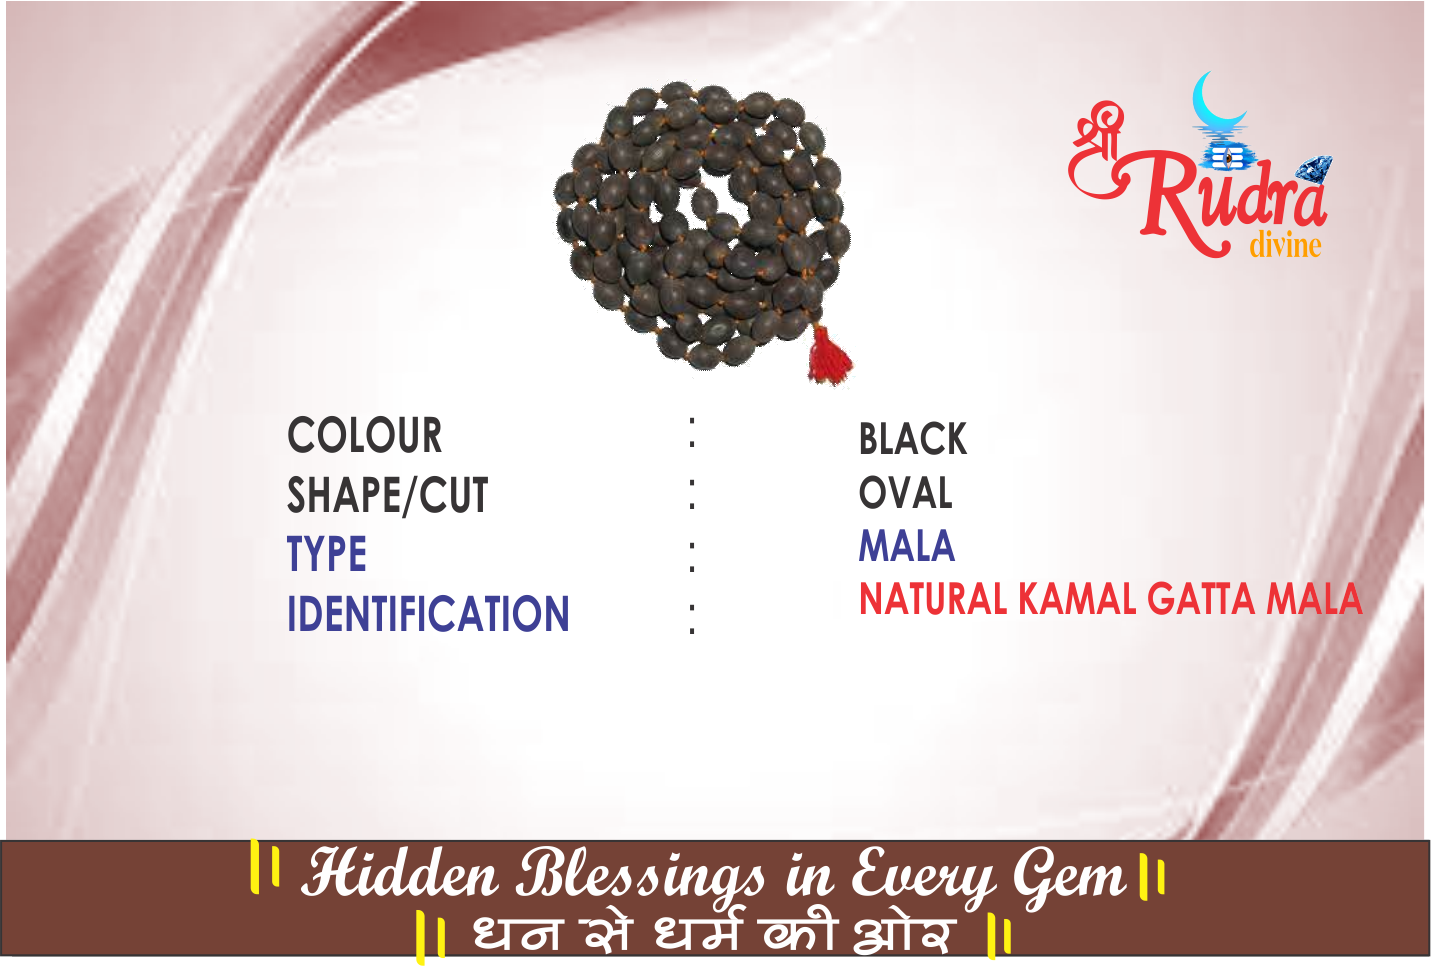 श्री Rudra
divine
COLOUR : BLACK
SHAPE/CUT : OVAL
TYPE : MALA
IDENTIFICATION : NATURAL KAMAL GATTA MALA
|| Hidden Blessings in Every Gem ||
|| धन से धर्म की ओर ||